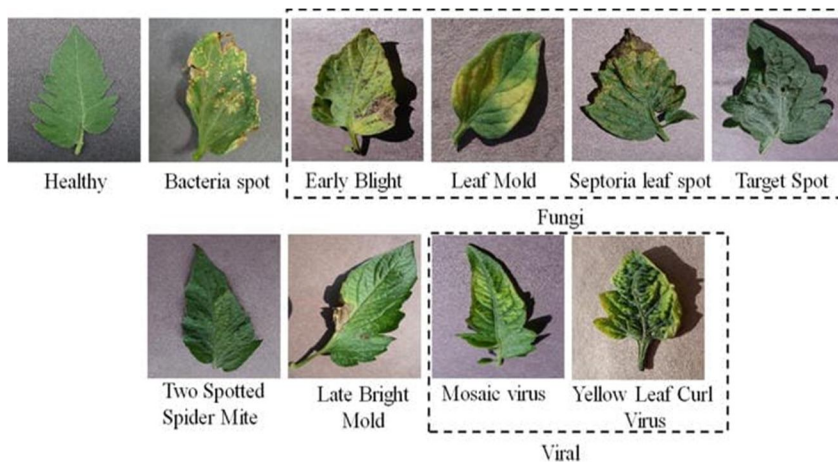 Healthy
Bacteria spot
Early Blight
Leaf Mold
Septoria leaf spot
Target Spot
Fungi
Two Spotted
Spider Mite
Late Bright
Mold
Mosaic virus
Yellow Leaf Curl
Virus
Viral